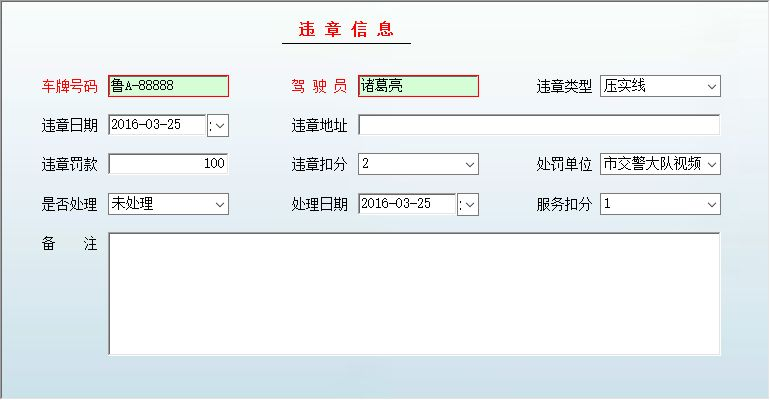 违章信息
车牌号码 鲁A-88888 驾驶员 诸葛亮 违章类型 压实线
违章日期 2016-03-25 违章地址
违章罚款 100 违章扣分 2 处罚单位 市交警大队视频
是否处理 未处理 处理日期 2016-03-25 服务扣分 1
备注